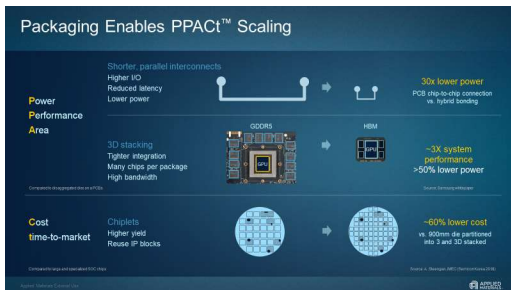 Packaging Enables PPACt™ Scaling
Power
Performance
Area
Shorter, parallel interconnects
Higher I/O
Reduced latency
Lower power
30x lower power
PCB chip-to-chip connection
vs. hybrid bonding
3D stacking
Tighter integration
Many chips per package
High bandwidth
GDDR5
GPU
HBM
GPU
~3X system
performance
>50% lower power
Cost
time-to-market
Chiplets
Higher yield
Reuse IP blocks
~60% lower cost
vs. 900mm die partitioned
into 3 and 3D stacked
APPLIED
MATERIALS